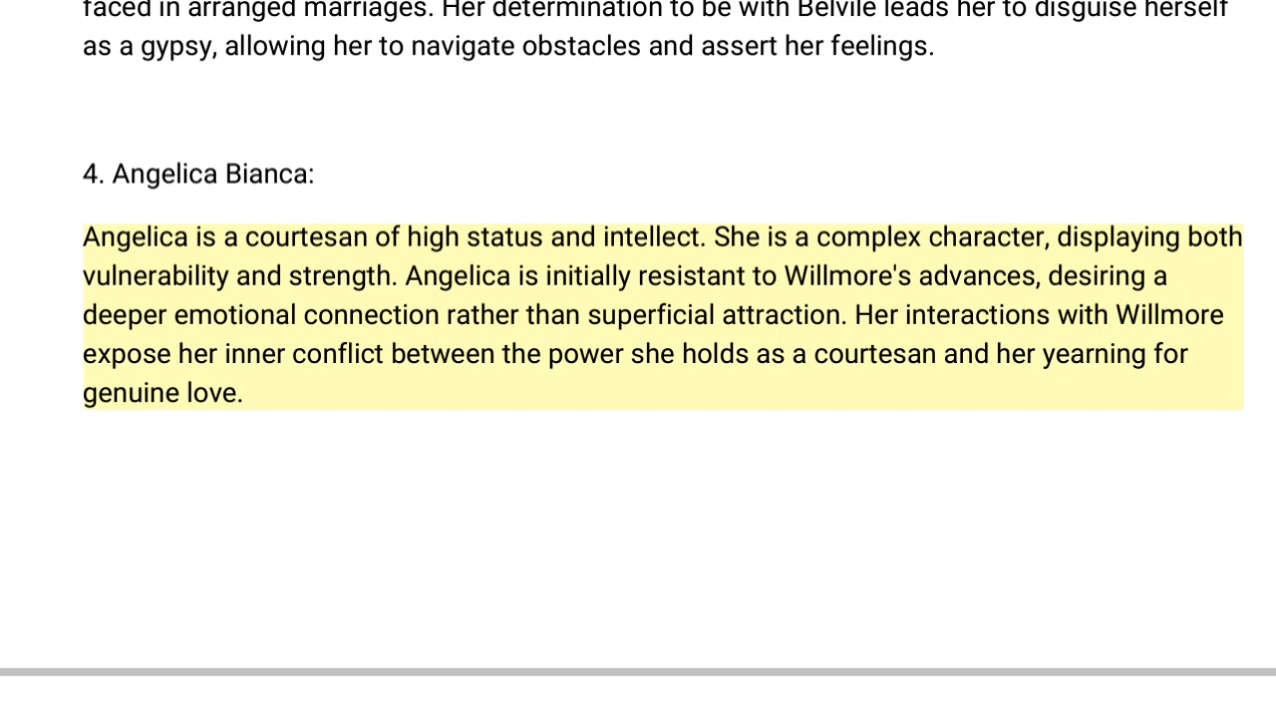 faced in arranged marriages. Her determination to be with Belvile leads her to disguise herself
as a gypsy, allowing her to navigate obstacles and assert her feelings.
4. Angelica Bianca:
Angelica is a courtesan of high status and intellect. She is a complex character, displaying both
vulnerability and strength. Angelica is initially resistant to Willmore's advances, desiring a
deeper emotional connection rather than superficial attraction. Her interactions with Willmore
expose her inner conflict between the power she holds as a courtesan and her yearning for
genuine love.